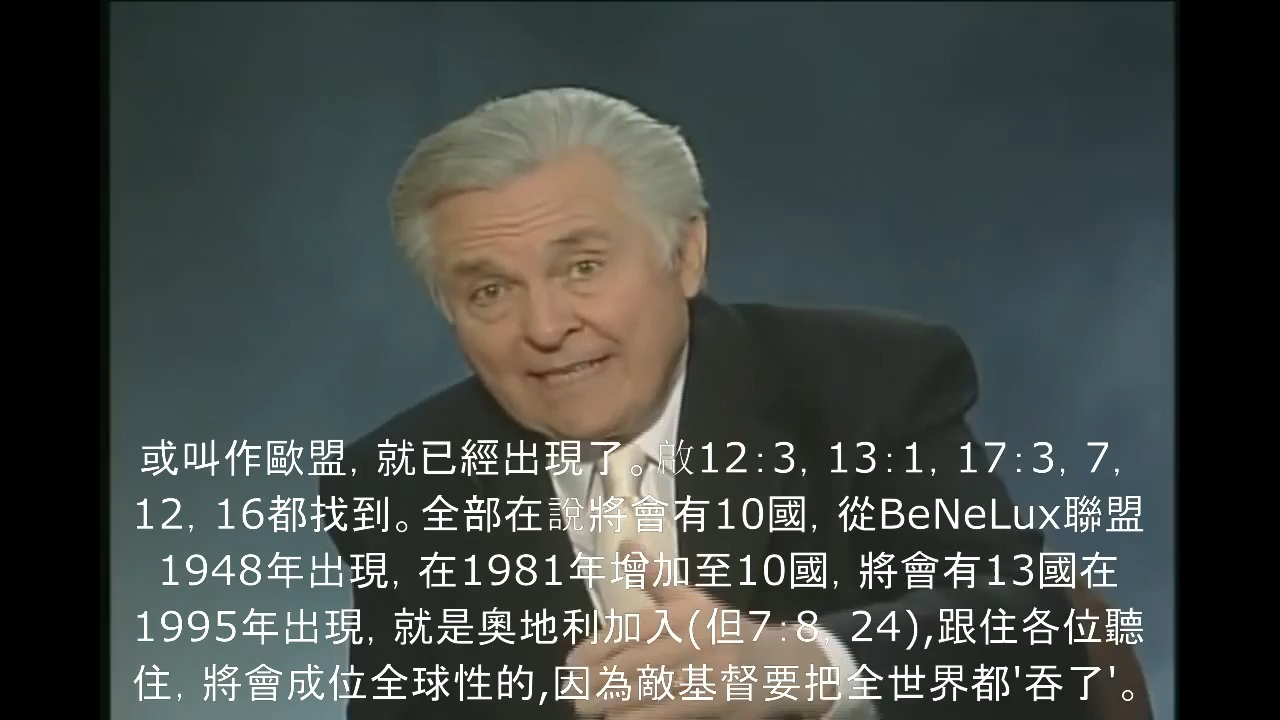 或叫作歐盟, 就已經出現了。啟12:3, 13:1, 17:3, 7,
12, 16都找到。全部在說將會有10國, 從BeNeLux聯盟
1948年出現, 在1981年增加至10國, 將會有13國在
1995年出現, 就是奧地利加入(但7:8, 24),跟住各位聽
住, 將會成位全球性的,因為敵基督要把全世界都'吞了'。